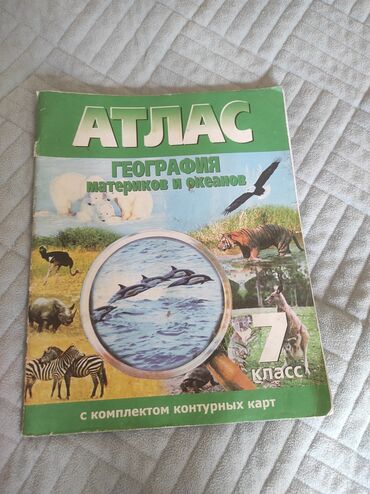 АТЛАС
ГЕОГРАФИЯ
материков и океанов
7
класс
с комплектом контурных карт